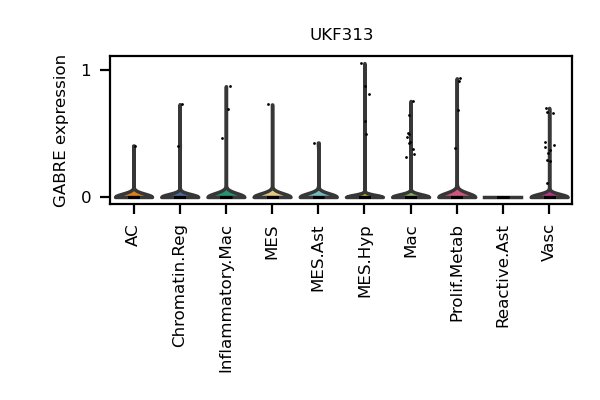 UKF313
GABRE expression
1
0
AC
Chromatin.Reg
Inflammatory.Mac
MES
MES.Ast
MES.Hyp
Mac
Prolif.Metab
Reactive.Ast
Vasc